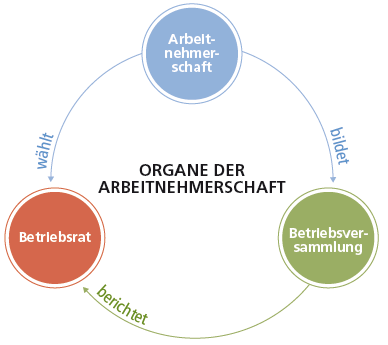 Arbeit-
nehmer-
schaft
wählt
bildet
ORGANE DER
ARBEITNEHMERSCHAFT
Betriebsrat
Betriebsver-
sammlung
berichtet